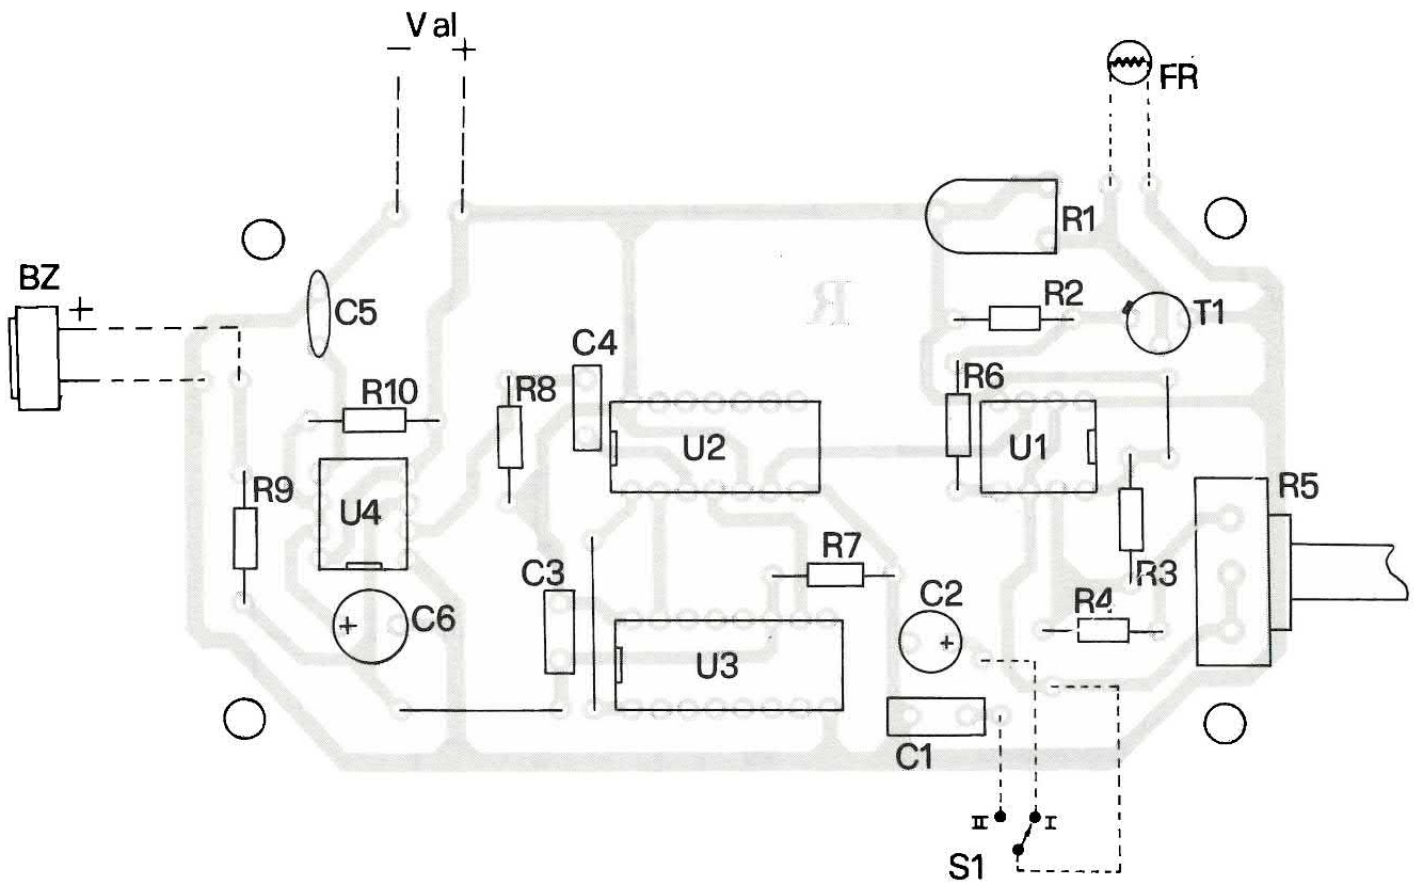 Val
− +
FR
R1
BZ +
C5
R2
T1
C4
R
R10
R8
R6
U2
U1
R9
U4
R5
R7
C3
R3
C2
R4
+ C6
+
U3
C1
II I
S1